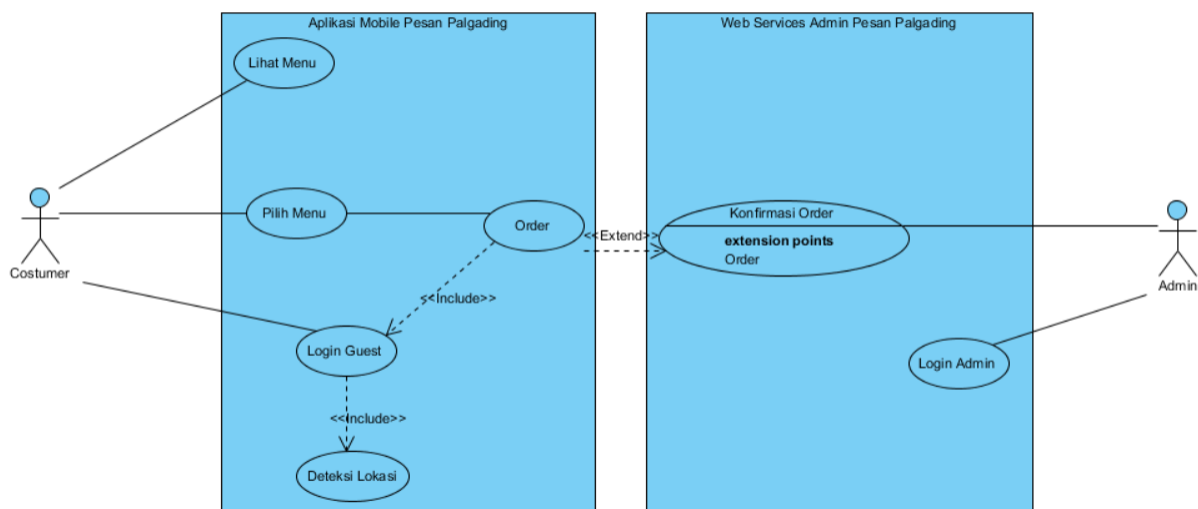 Aplikasi Mobile Pesan Palgading
Web Services Admin Pesan Palgading
Lihat Menu
Pilih Menu
Order
<<Extend>>
Konfirmasi Order
extension points
Order
Costumer
Admin
<<Include>>
Login Guest
Login Admin
<<Include>>
Deteksi Lokasi